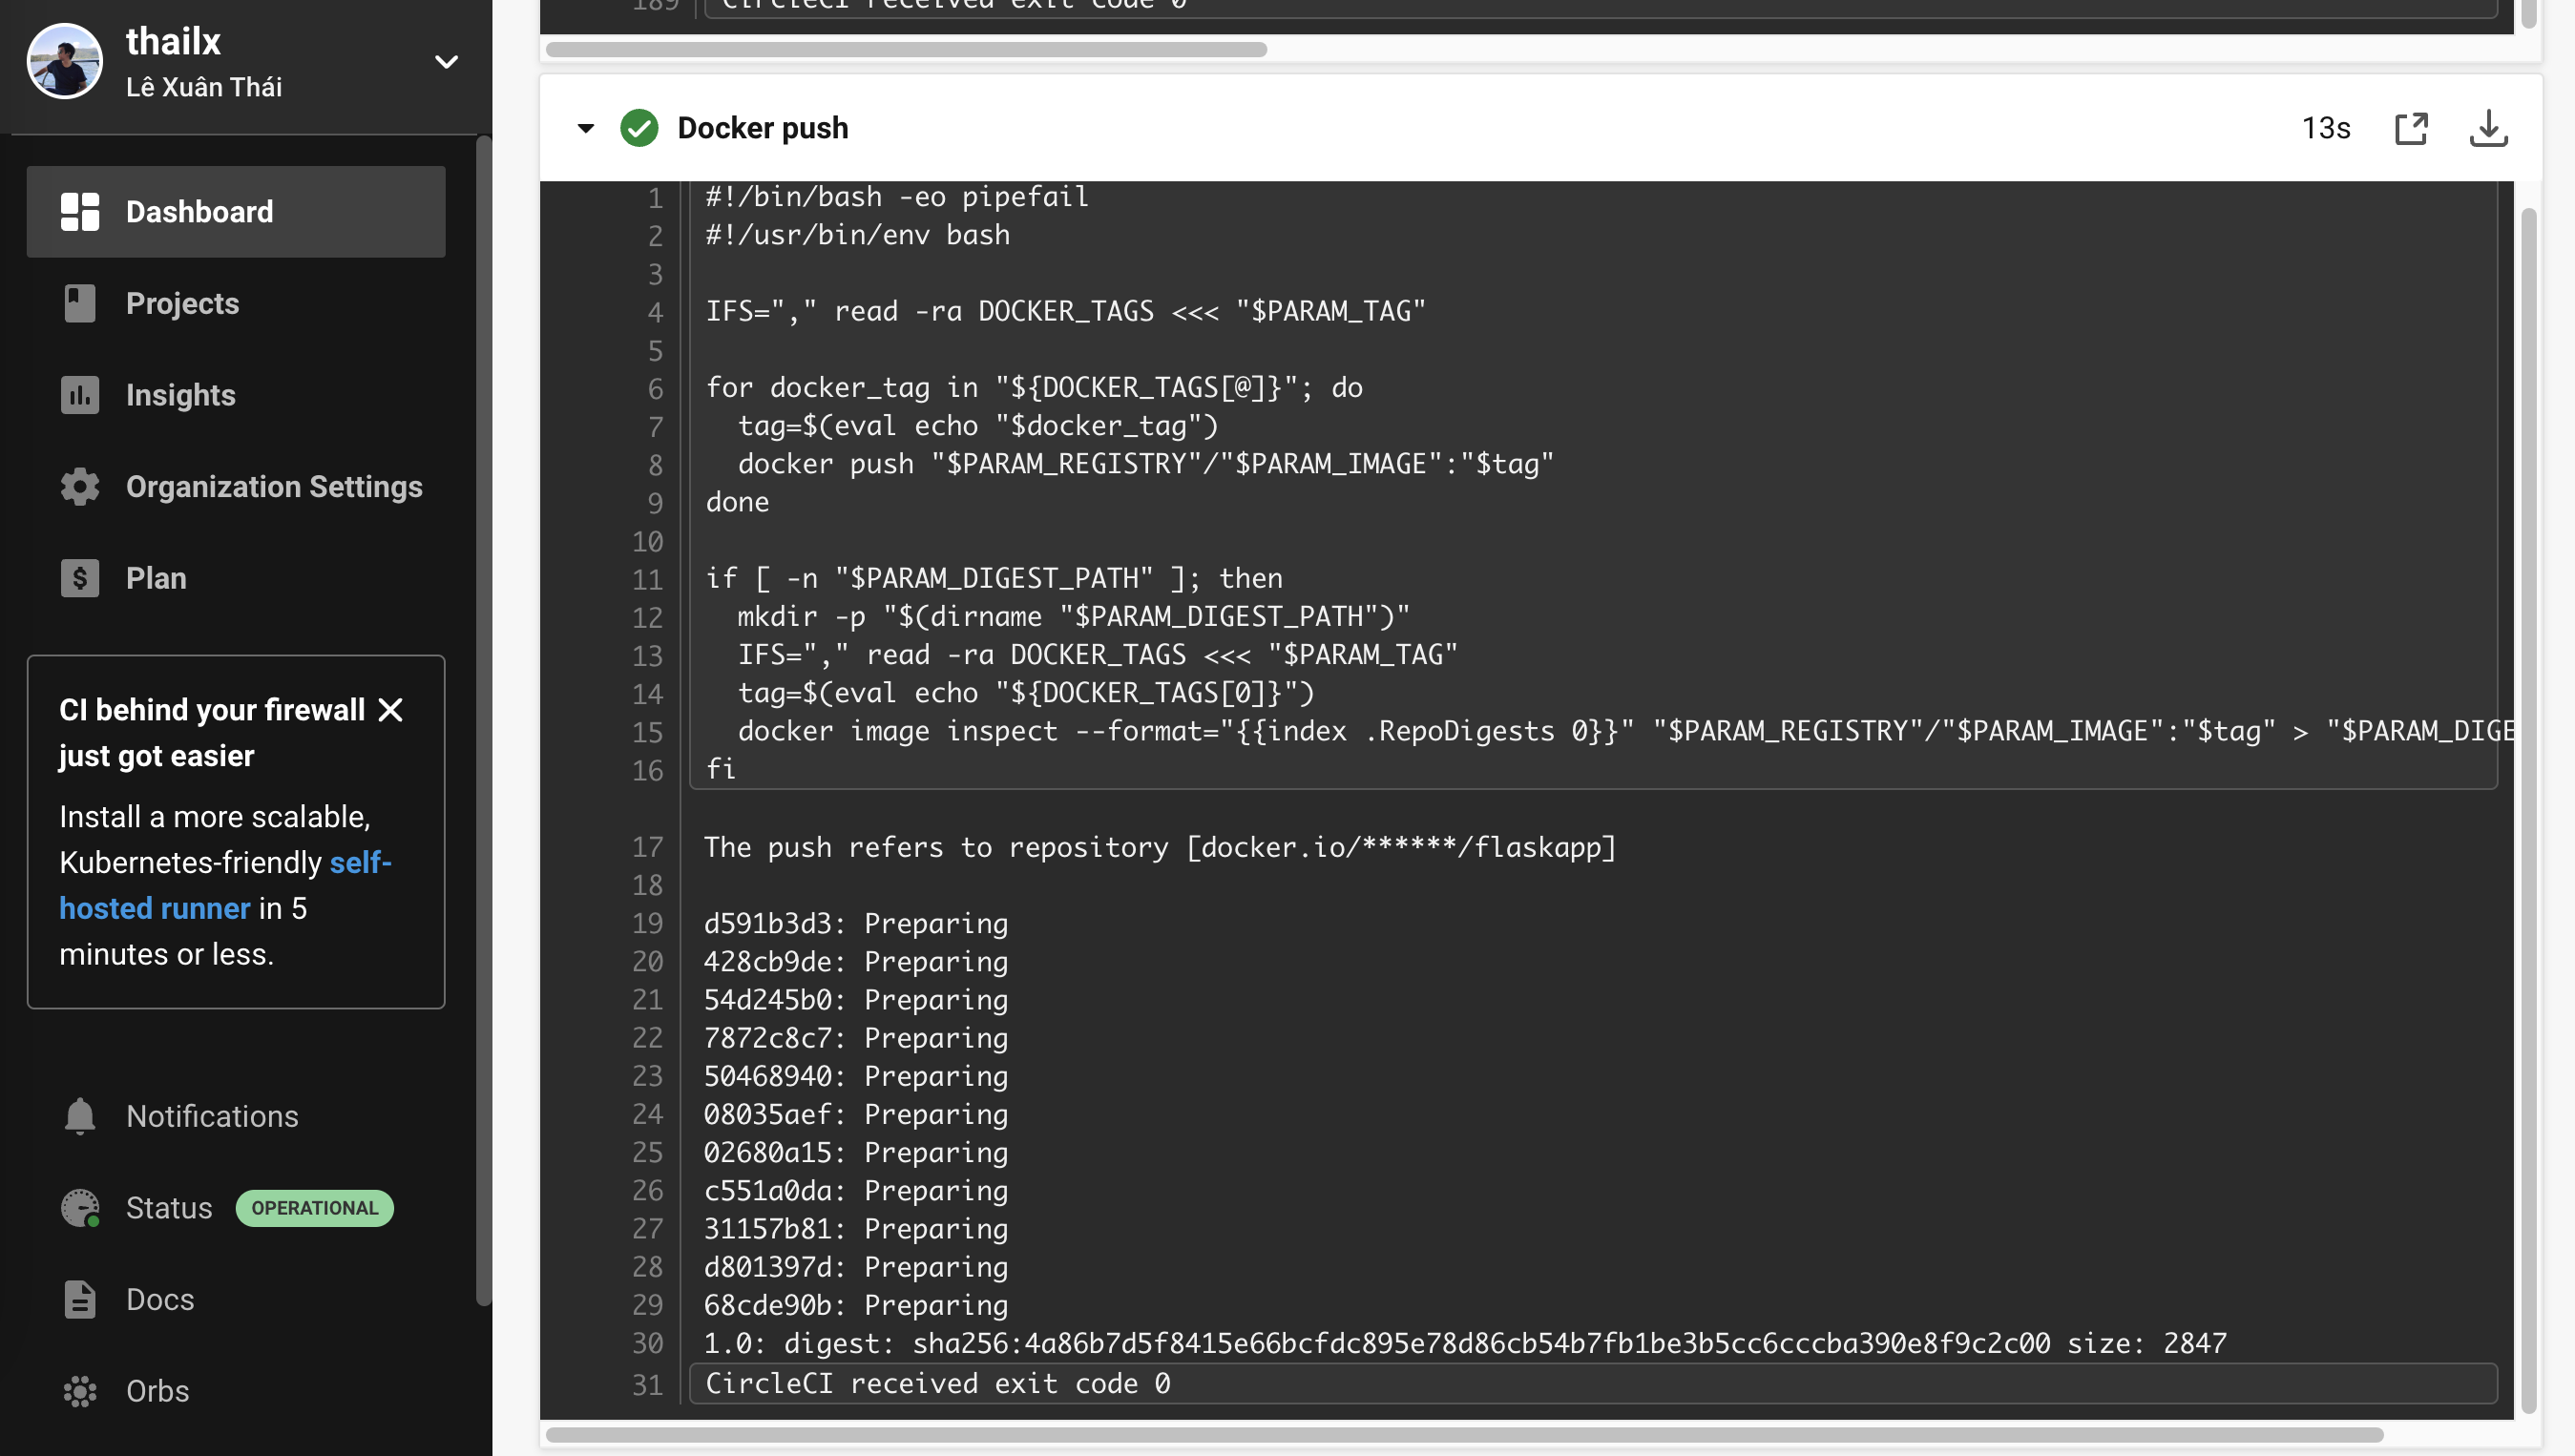 thailx
Lê Xuân Thái
Dashboard
Projects
Insights
Organization Settings
Plan
CI behind your firewall
just got easier
Install a more scalable,
Kubernetes-friendly self-
hosted runner in 5
minutes or less.
Notifications
Status OPERATIONAL
Docs
Orbs
189 CircleCI received exit code 0
Docker push 13s
1 #!/bin/bash -eo pipefail
2 #!/usr/bin/env bash
3
4 IFS="," read -ra DOCKER_TAGS <<< "$PARAM_TAG"
5
6 for docker_tag in "${DOCKER_TAGS[@]}"; do
7   tag=$(eval echo "$docker_tag")
8   docker push "$PARAM_REGISTRY"/"$PARAM_IMAGE":"$tag"
9 done
10
11 if [ -n "$PARAM_DIGEST_PATH" ]; then
12   mkdir -p "$(dirname "$PARAM_DIGEST_PATH")"
13   IFS="," read -ra DOCKER_TAGS <<< "$PARAM_TAG"
14   tag=$(eval echo "${DOCKER_TAGS[0]}")
15   docker image inspect --format="{{index .RepoDigests 0}}" "$PARAM_REGISTRY"/"$PARAM_IMAGE":"$tag" > "$PARAM_DIGE
16 fi
17 The push refers to repository [docker.io/******/flaskapp]
18
19 d591b3d3: Preparing
20 428cb9de: Preparing
21 54d245b0: Preparing
22 7872c8c7: Preparing
23 50468940: Preparing
24 08035aef: Preparing
25 02680a15: Preparing
26 c551a0da: Preparing
27 31157b81: Preparing
28 d801397d: Preparing
29 68cde90b: Preparing
30 1.0: digest: sha256:4a86b7d5f8415e66bcfdc895e78d86cb54b7fb1be3b5cc6cccba390e8f9c2c00 size: 2847
31 CircleCI received exit code 0